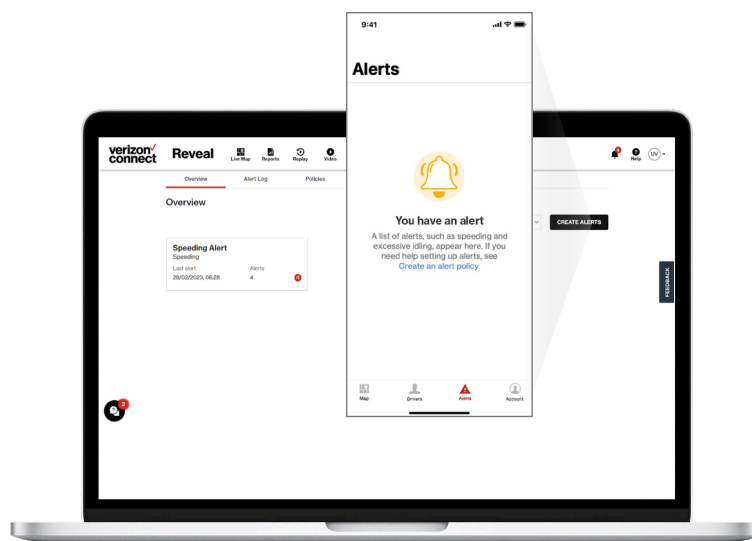 9:41
Alerts
You have an alert
A list of alerts, such as speeding and
excessive idling, appear here. If you
need help setting up alerts, see
Create an alert policy.
Map Drivers Alerts Account
verizon
connect
Reveal
Live Map Reports Replay Video
4
Help
UV
Overview Alert Log Policies
Overview
CREATE ALERTS
Speeding Alert
Speeding
Last alert Alerts
28/02/2023, 06:28 4 4
FEEDBACK
2